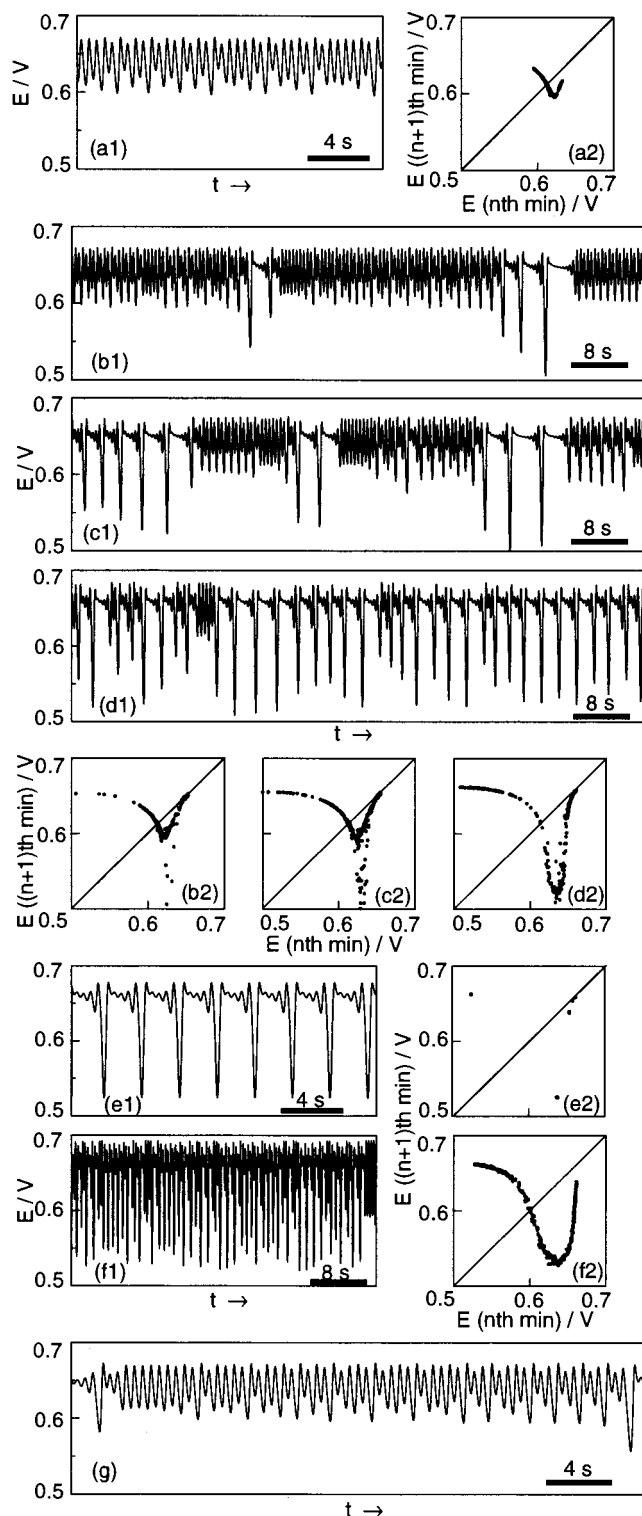 0.7
E / V
0.6
0.5
(a1)
4 s
t →
E ((n+1)th min) / V
0.7
0.6
0.5
(a2)
0.5
0.6
0.7
E (nth min) / V
0.7
0.6
0.5
(b1)
8 s
0.7
E / V
0.6
0.5
(c1)
8 s
0.7
0.6
0.5
(d1)
8 s
t →
E ((n+1)th min) / V
0.7
0.6
0.5
(b2)
(c2)
(d2)
0.6
0.7
0.6
0.7
0.5
0.6
0.7
E (nth min) / V
0.7
0.6
0.5
(e1)
4 s
E ((n+1)th min) / V
0.7
0.6
0.5
(e2)
0.7
E / V
0.6
0.5
(f1)
8 s
t →
0.6
(f2)
0.5
0.6
0.7
E (nth min) / V
0.7
0.6
0.5
(g)
4 s
t →